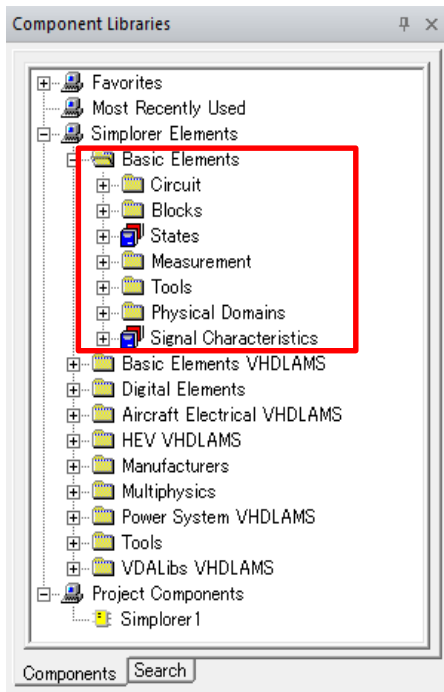 Component Libraries
Favorites
Most Recently Used
Simplorer Elements
Basic Elements
Circuit
Blocks
States
Measurement
Tools
Physical Domains
Signal Characteristics
Basic Elements VHDLAMS
Digital Elements
Aircraft Electrical VHDLAMS
HEV VHDLAMS
Manufacturers
Multiphysics
Power System VHDLAMS
Tools
VDALibs VHDLAMS
Project Components
Simplorer1
Components Search